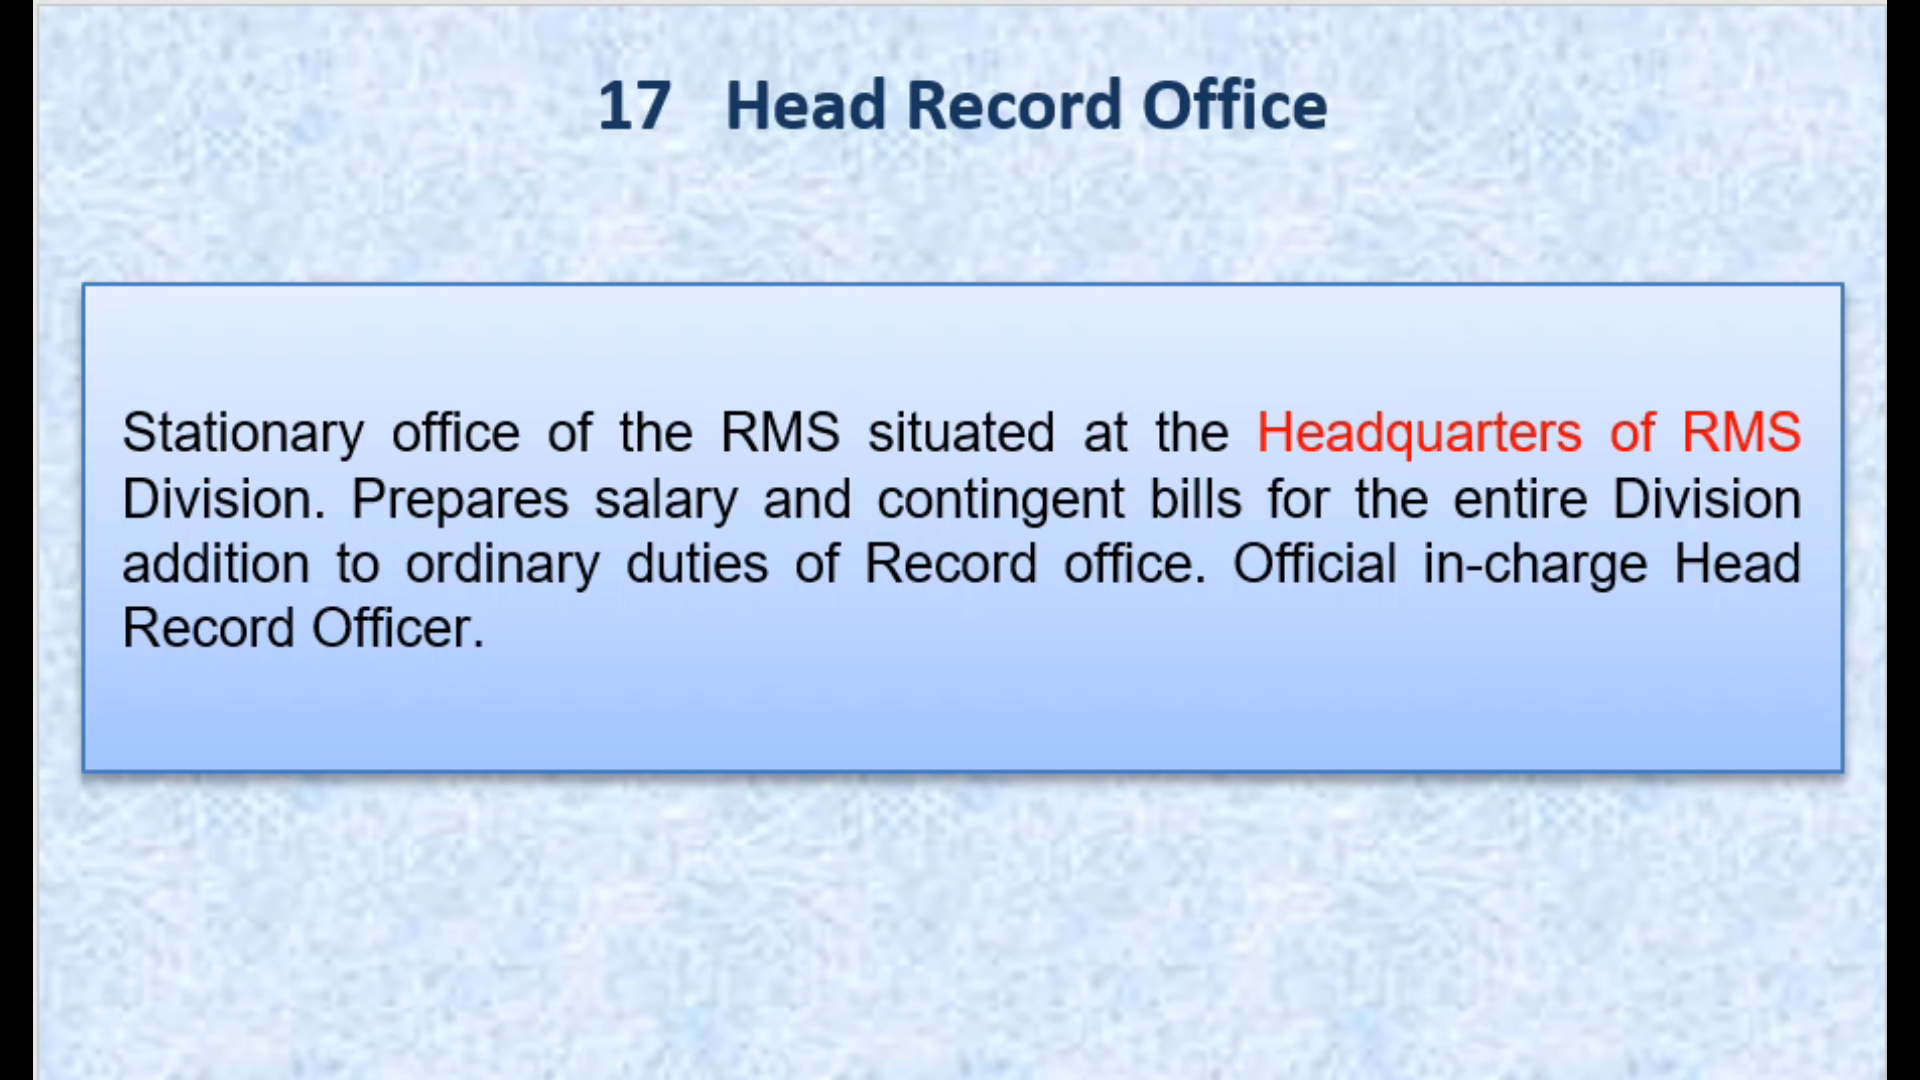 17 Head Record Office
Stationary office of the RMS situated at the Headquarters of RMS
Division. Prepares salary and contingent bills for the entire Division
addition to ordinary duties of Record office. Official in-charge Head
Record Officer.